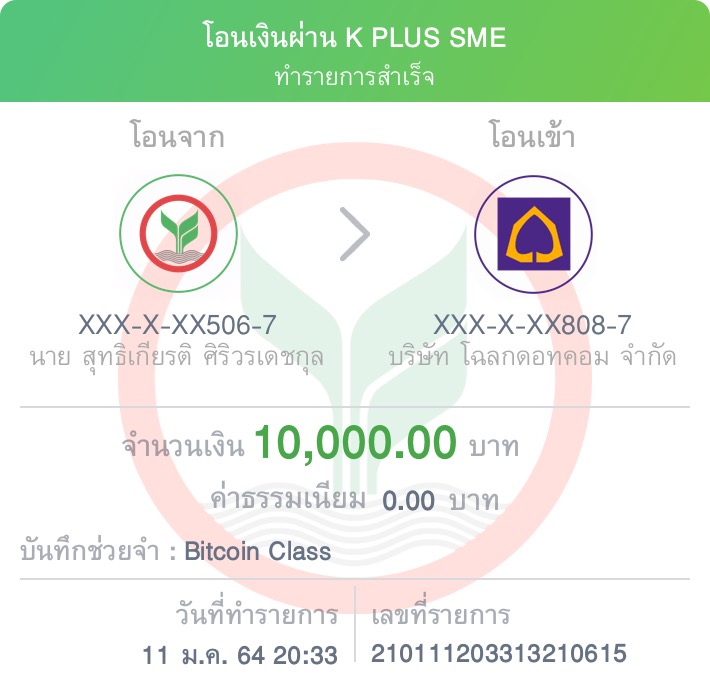 โอนเงินผ่าน K PLUS SME
ทำรายการสำเร็จ
โอนจาก
โอนเข้า
XXX-X-XX506-7
นาย สุทธิเกียรติ ศิริวรเดชกุล
XXX-X-XX808-7
บริษัท โฉลกดอทคอม จำกัด
จำนวนเงิน 10,000.00 บาท
ค่าธรรมเนียม 0.00 บาท
บันทึกช่วยจำ : Bitcoin Class
วันที่ทำรายการ
11 ม.ค. 64 20:33
เลขที่รายการ
210111203313210615